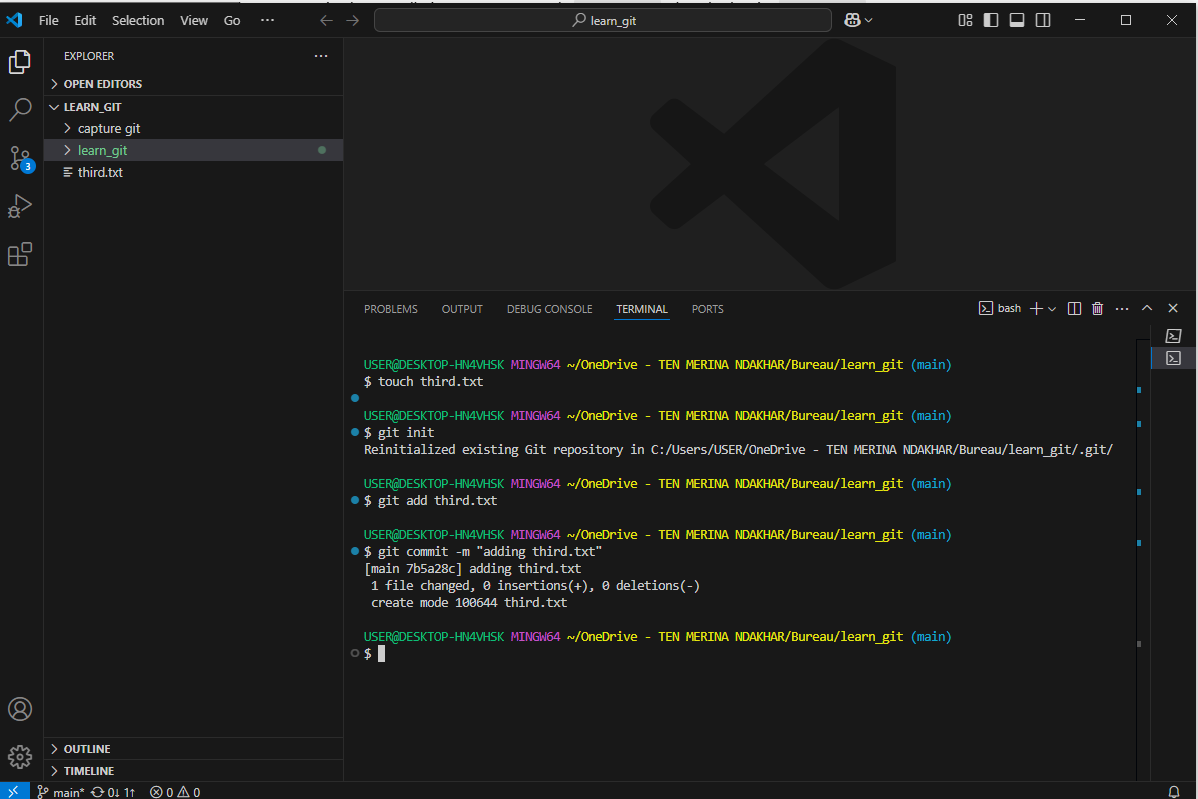 File Edit Selection View Go ··· learn_git
EXPLORER ···
OPEN EDITORS
LEARN_GIT
capture git
learn_git
third.txt
3
PROBLEMS OUTPUT DEBUG CONSOLE TERMINAL PORTS bash ···
USER@DESKTOP-HN4VHSK MINGW64 ~/OneDrive - TEN MERINA NDAKHAR/Bureau/learn_git (main)
$ touch third.txt
USER@DESKTOP-HN4VHSK MINGW64 ~/OneDrive - TEN MERINA NDAKHAR/Bureau/learn_git (main)
$ git init
Reinitialized existing Git repository in C:/Users/USER/OneDrive - TEN MERINA NDAKHAR/Bureau/learn_git/.git/
USER@DESKTOP-HN4VHSK MINGW64 ~/OneDrive - TEN MERINA NDAKHAR/Bureau/learn_git (main)
$ git add third.txt
USER@DESKTOP-HN4VHSK MINGW64 ~/OneDrive - TEN MERINA NDAKHAR/Bureau/learn_git (main)
$ git commit -m "adding third.txt"
[main 7b5a28c] adding third.txt
1 file changed, 0 insertions(+), 0 deletions(-)
create mode 100644 third.txt
USER@DESKTOP-HN4VHSK MINGW64 ~/OneDrive - TEN MERINA NDAKHAR/Bureau/learn_git (main)
$
OUTLINE
TIMELINE
main* 0↓ 1↑ 0 0